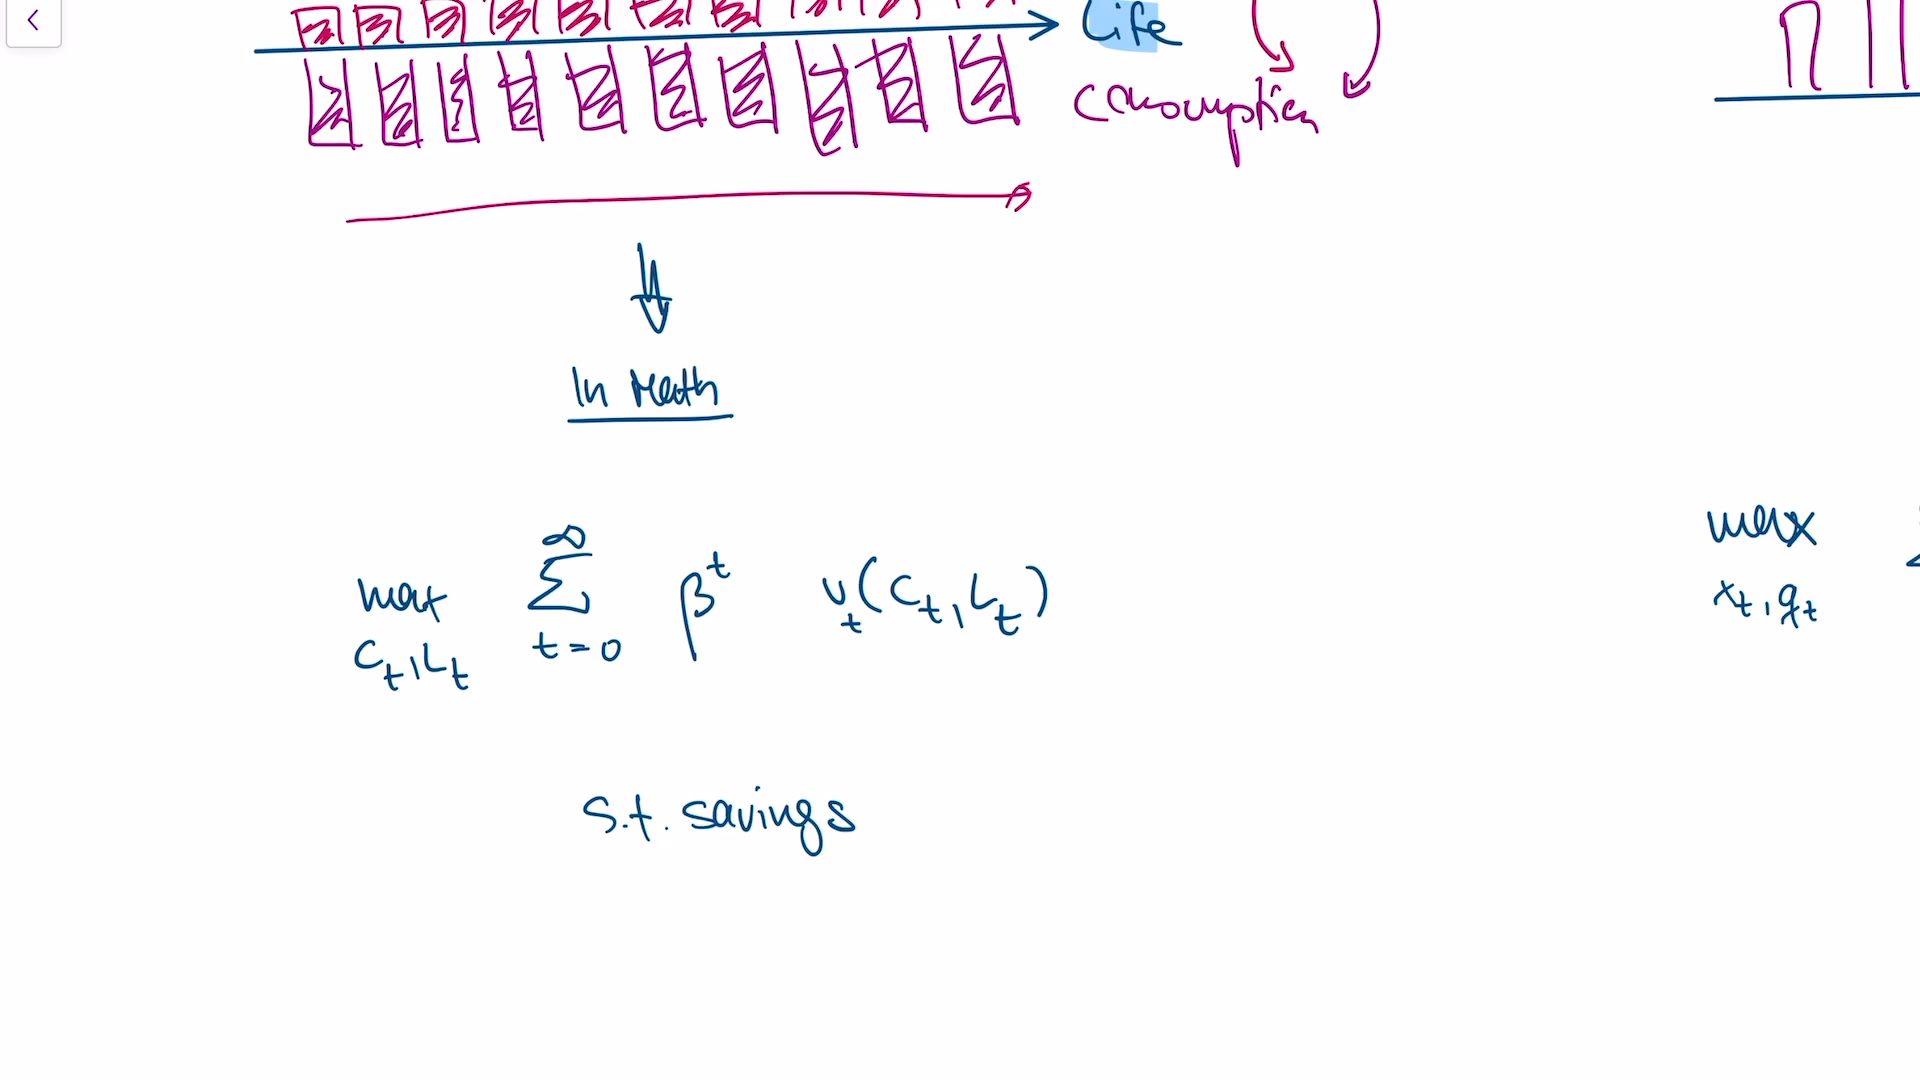 Life
consumption
In Math
max Σ β^t u_t(C_t, L_t)
∞
t=0
C_t, L_t
s.t. savings
max
x_t, q_t